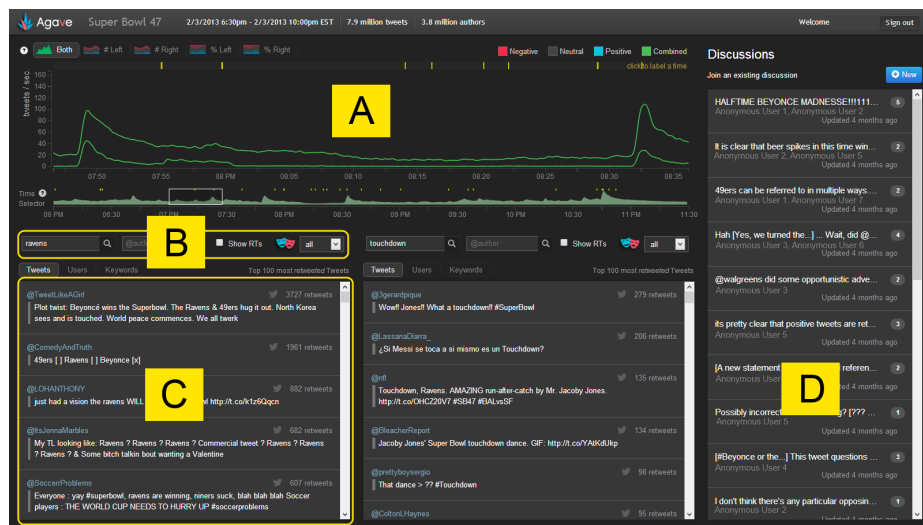 Agave Super Bowl 47 2/3/2013 6:30pm - 2/3/2013 10:00pm EST 7.9 million tweets 3.8 million authors Welcome Sign out
Both # Left # Right % Left % Right Negative Neutral Positive Combined
click to label a time
tweets / sec
160
140
120
100
80
60
40
20
0
A
07:50 07:55 08:00 08:05 08:10 08:15 08:20 08:25 08:30 08:35
Time
Selector
06 PM 06:30 07 PM 07:30 08 PM 08:30 09 PM 09:30 10 PM 10:30 11 PM 11:30
B
ravens @author Show RTs all
Tweets Users Keywords Top 100 most retweeted Tweets
@TweetLikeAGirl 3727 retweets
Plot twist: Beyoncé wins the Superbowl. The Ravens & 49ers hug it out. North Korea
sees and is touched. World peace commences. We all twerk
@ComedyAndTruth 1961 retweets
49ers [ ] Ravens [ ] Beyonce [x]
C
@LOHANTHONY 882 retweets
just had a vision the ravens WILL http://t.co/k1z6Qqcn
@ItsJennaMarbles 682 retweets
My TL looking like: Ravens ? Ravens ? Ravens ? Commercial tweet ? Ravens ? Ravens
? Ravens ? & Some bitch talkin bout wanting a Valentine
@SoccerrProblems 607 retweets
Everyone : yay #superbowl, ravens are winning, niners suck, blah blah blah Soccer
players : THE WORLD CUP NEEDS TO HURRY UP #soccerproblems
touchdown @author Show RTs all
Tweets Users Keywords Top 100 most retweeted Tweets
@3gerardpique 279 retweets
Wow!! Jones!! What a touchdown!! #SuperBowl
@LassanaDiarra_ 206 retweets
¿Si Messi se toca a si mismo es un Touchdown?
@nfl 135 retweets
Touchdown, Ravens. AMAZING run-after-catch by Mr. Jacoby Jones.
http://t.co/OHCZ20V7 #SB47 #BALvsSF
@BleacherReport 134 retweets
Jacoby Jones' Super Bowl touchdown dance. GIF: http://t.co/YAtKdUkp
@prettyboysergio 98 retweets
That dance > ?? #Touchdown
@ColtonLHaynes 95 retweets
Discussions
Join an existing discussion New
HALFTIME BEYONCE MADNESSE!!!111... 5
Anonymous User 1, Anonymous User 2
Updated 4 months ago
It is clear that beer spikes in this time win... 2
Anonymous User 2, Anonymous User 5
Updated 4 months ago
49ers can be referred to in multiple ways.... 2
Anonymous User 1, Anonymous User 7
Updated 4 months ago
Hah [Yes, we turned the...] ... Wait, did @... 4
Anonymous User 3, Anonymous User 6
Updated 4 months ago
@walgreens did some opportunistic adve... 2
Anonymous User 3
Updated 4 months ago
its pretty clear that positive tweets are ret... 3
Anonymous User 5
Updated 4 months ago
[A new statement referen... 2
Anonymous User
Updated 4 months ago
D
Possibly incorrect ? [??? ... 1
Anonymous User
Updated 4 months ago
[#Beyonce or the...] This tweet questions ... 3
Anonymous User 4
Updated 4 months ago
I don't think there's any particular opposin... 1
Anonymous User 5
Updated 4 months ago